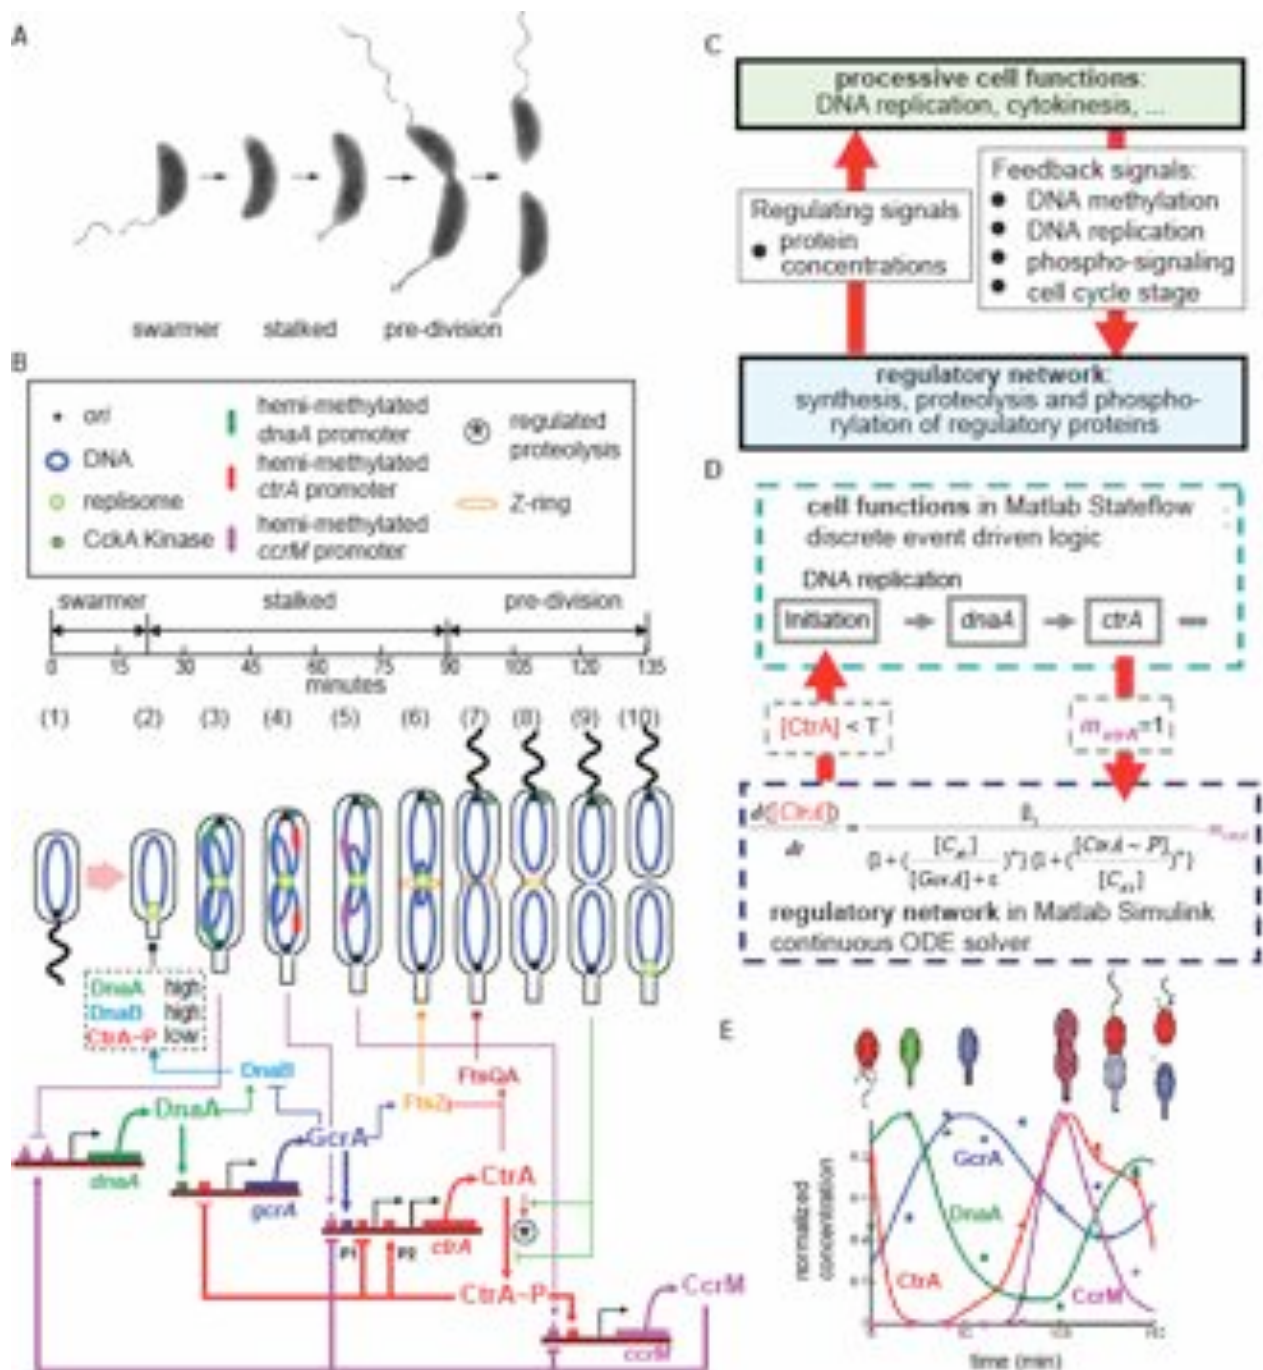 A
swarmer
stalked
pre-division
B
ori
DNA
replisome
CckA Kinase
hemi-methylated
dnaA promoter
hemi-methylated
ctrA promoter
hemi-methylated
ccrM promoter
regulated
proteolysis
Z-ring
swarmer
stalked
pre-division
0 15 30 45 60 75 90 105 120 135
minutes
(1) (2) (3) (4) (5) (6) (7) (8) (9) (10)
DnaA high
DnaB high
CtrA~P low
DnaB
DnaA
dnaA
GcrA
gcrA
FtsZ
FtsQA
CtrA
P1
P2
ctrA
CtrA~P
CcrM
ccrM
C
processive cell functions:
DNA replication, cytokinesis, ...
Regulating signals
protein
concentrations
Feedback signals:
DNA methylation
DNA replication
phospho-signaling
cell cycle stage
regulatory network:
synthesis, proteolysis and phospho-
rylation of regulatory proteins
D
cell functions in Matlab Stateflow
discrete event driven logic
DNA replication
Initiation
dnaA
ctrA
[CtrA] < T
m ctrA=1
regulatory network in Matlab Simulink
continuous ODE solver
E
normalized
concentration
GcrA
DnaA
CtrA
CcrM
time (min)